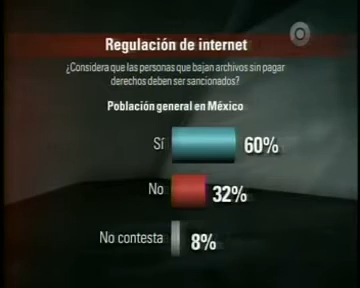 Regulación de internet
¿Considera que las personas que bajan archivos sin pagar
derechos deben ser sancionados?
Población general en México
Sí 60%
No 32%
No contesta 8%